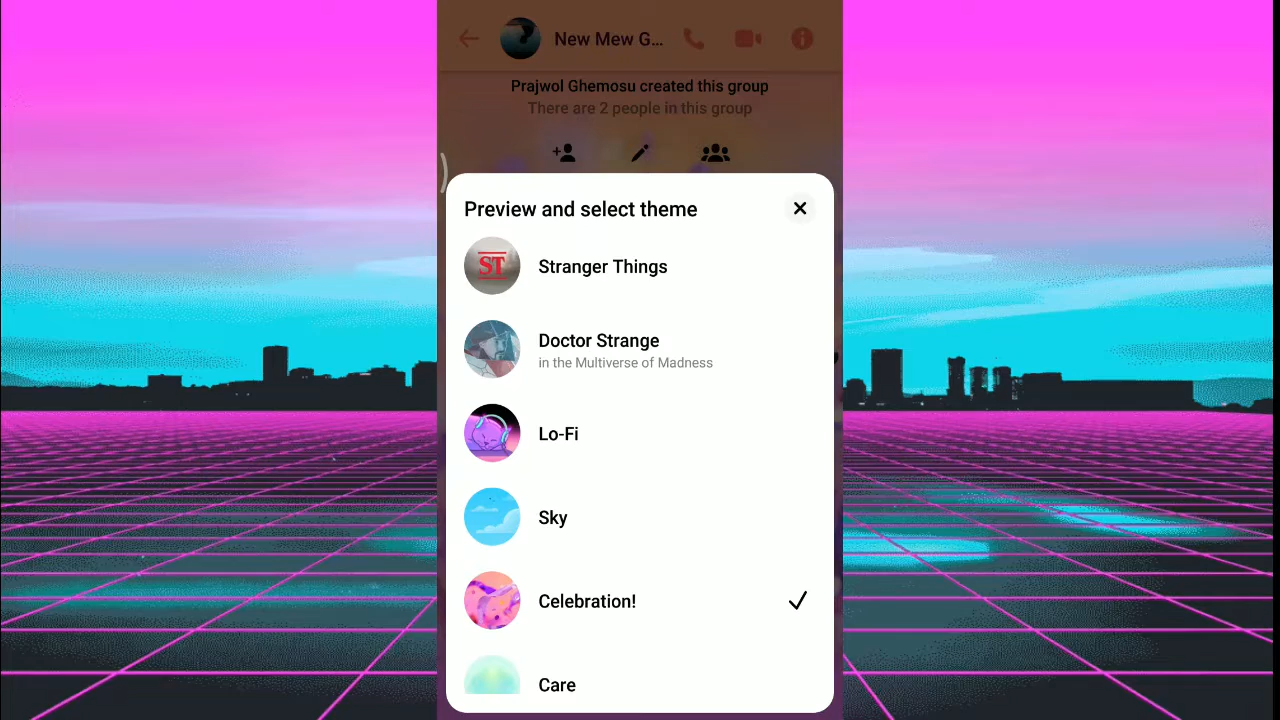 New Mew G...
Prajwol Ghemosu created this group
There are 2 people in this group
Preview and select theme
ST
Stranger Things
Doctor Strange
in the Multiverse of Madness
Lo-Fi
Sky
Celebration!
Care